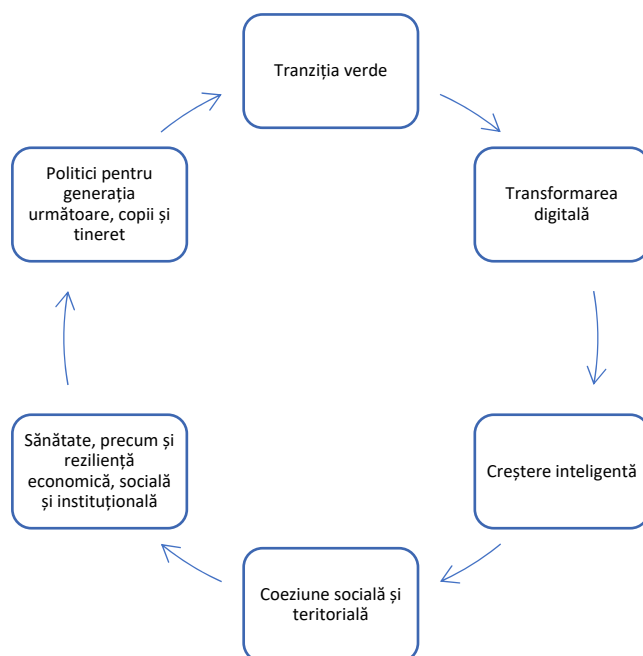 Tranziția verde
Transformarea
digitală
Creștere inteligentă
Coeziune socială și
teritorială
Sănătate, precum și
reziliență
economică, socială
și instituțională
Politici pentru
generația
următoare, copii și
tineret